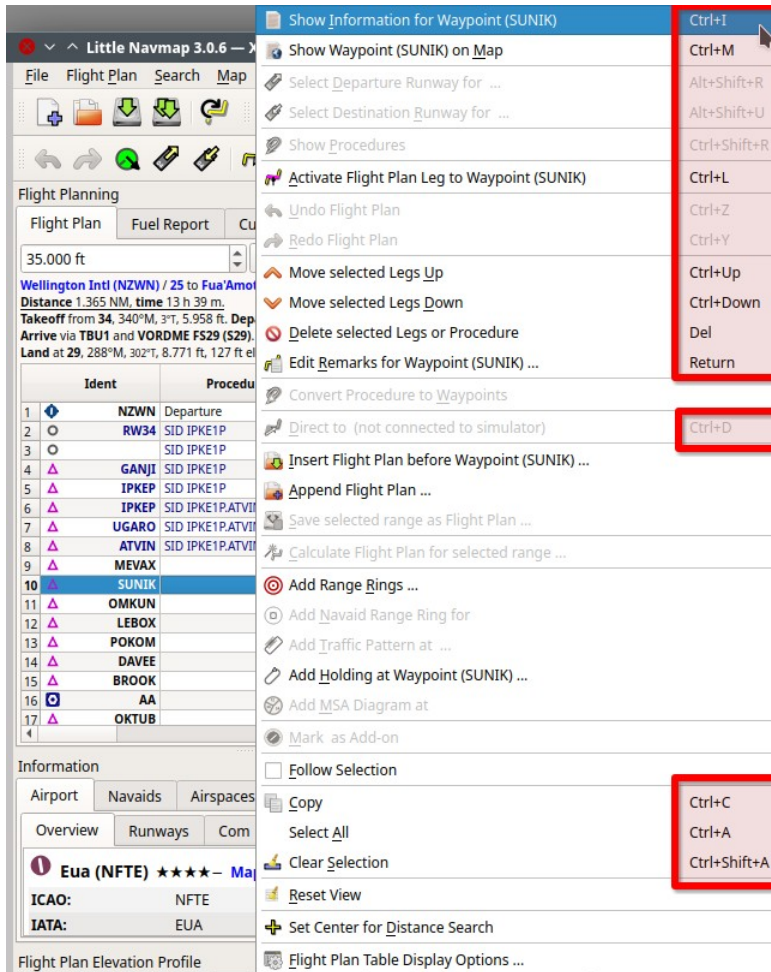 Little Navmap 3.0.6 — X
File Flight Plan Search Map
Flight Planning
Flight Plan Fuel Report Cu
35.000 ft
Wellington Intl (NZWN) / 25 to Fua'Amot
Distance 1.365 NM, time 13 h 39 m.
Takeoff from 34, 340°M, 3°T, 5.958 ft. Depa
Arrive via TBU1 and VORDME FS29 (S29).
Land at 29, 288°M, 302°T, 8.771 ft, 127 ft el
Ident Procedu
1 NZWN Departure
2 RW34 SID IPKE1P
3 SID IPKE1P
4 GANJI SID IPKE1P
5 IPKEP SID IPKE1P
6 IPKEP SID IPKE1P.ATVI
7 UGARO SID IPKE1P.ATVI
8 ATVIN SID IPKE1P.ATVI
9 MEVAX
10 SUNIK
11 OMKUN
12 LEBOX
13 POKOM
14 DAVEE
15 BROOK
16 AA
17 OKTUB
Information
Airport Navaids Airspaces
Overview Runways Com
Eua (NFTE) ★★★★– Map
ICAO: NFTE
IATA: EUA
Flight Plan Elevation Profile
Show Information for Waypoint (SUNIK) Ctrl+I
Show Waypoint (SUNIK) on Map Ctrl+M
Select Departure Runway for ... Alt+Shift+R
Select Destination Runway for ... Alt+Shift+U
Show Procedures Ctrl+Shift+R
Activate Flight Plan Leg to Waypoint (SUNIK) Ctrl+L
Undo Flight Plan Ctrl+Z
Redo Flight Plan Ctrl+Y
Move selected Legs Up Ctrl+Up
Move selected Legs Down Ctrl+Down
Delete selected Legs or Procedure Del
Edit Remarks for Waypoint (SUNIK) ... Return
Convert Procedure to Waypoints
Direct to (not connected to simulator) Ctrl+D
Insert Flight Plan before Waypoint (SUNIK) ...
Append Flight Plan ...
Save selected range as Flight Plan ...
Calculate Flight Plan for selected range ...
Add Range Rings ...
Add Navaid Range Ring for
Add Traffic Pattern at ...
Add Holding at Waypoint (SUNIK) ...
Add MSA Diagram at
Mark as Add-on
Follow Selection
Copy Ctrl+C
Select All Ctrl+A
Clear Selection Ctrl+Shift+A
Reset View
Set Center for Distance Search
Flight Plan Table Display Options ...